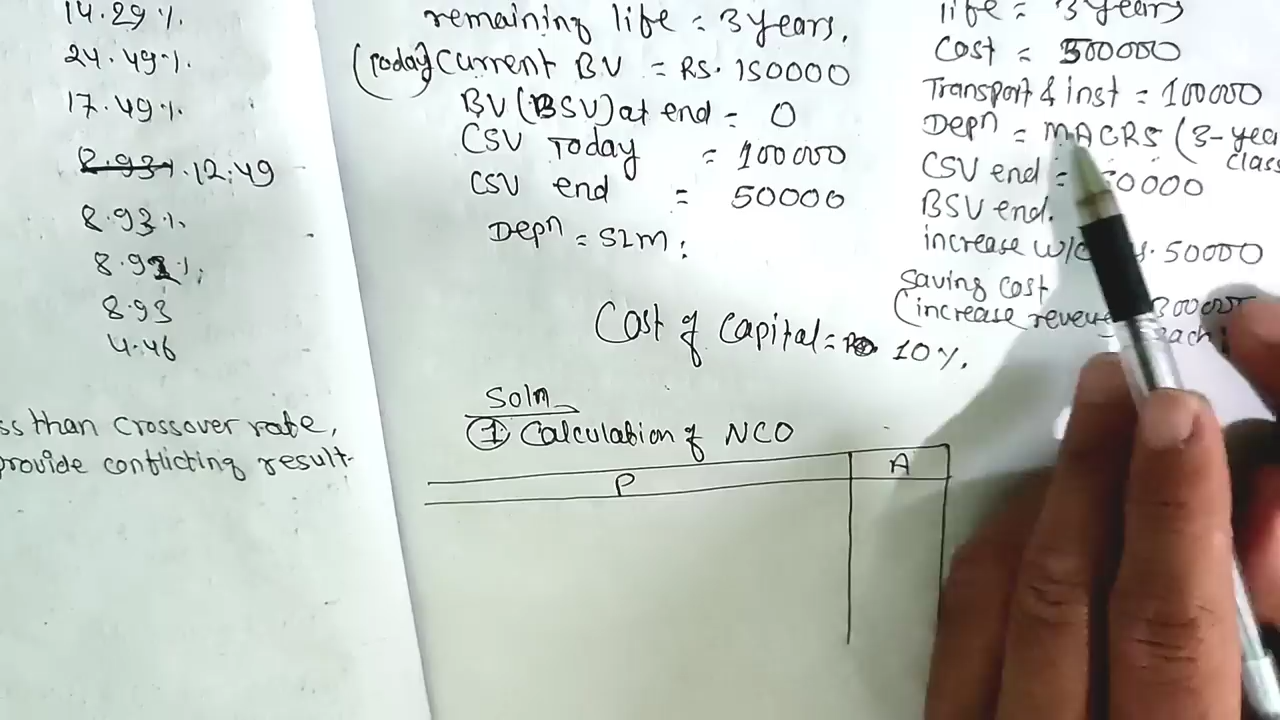 14.29%
24.49%
17.49%
8.93% 12.49
8.93%
8.92%
8.93
4.46
ss than crossover rate,
provide conflicting result-
remaining life = 3 years.
(Today) Current BV = RS. 150000
BV (BSV) at end = 0
CSV Today = 100000
CSV end = 50000
Depn = SLM.
life = 3 years
Cost = 500000
Transport & inst = 100000
Depn = MACRS (3-year
class
CSV end =
BSV end.
increase w/c 50000
Saving cost
(increase
Cost of Capital = 10%.
Soln
① Calculation of NCO
P
A